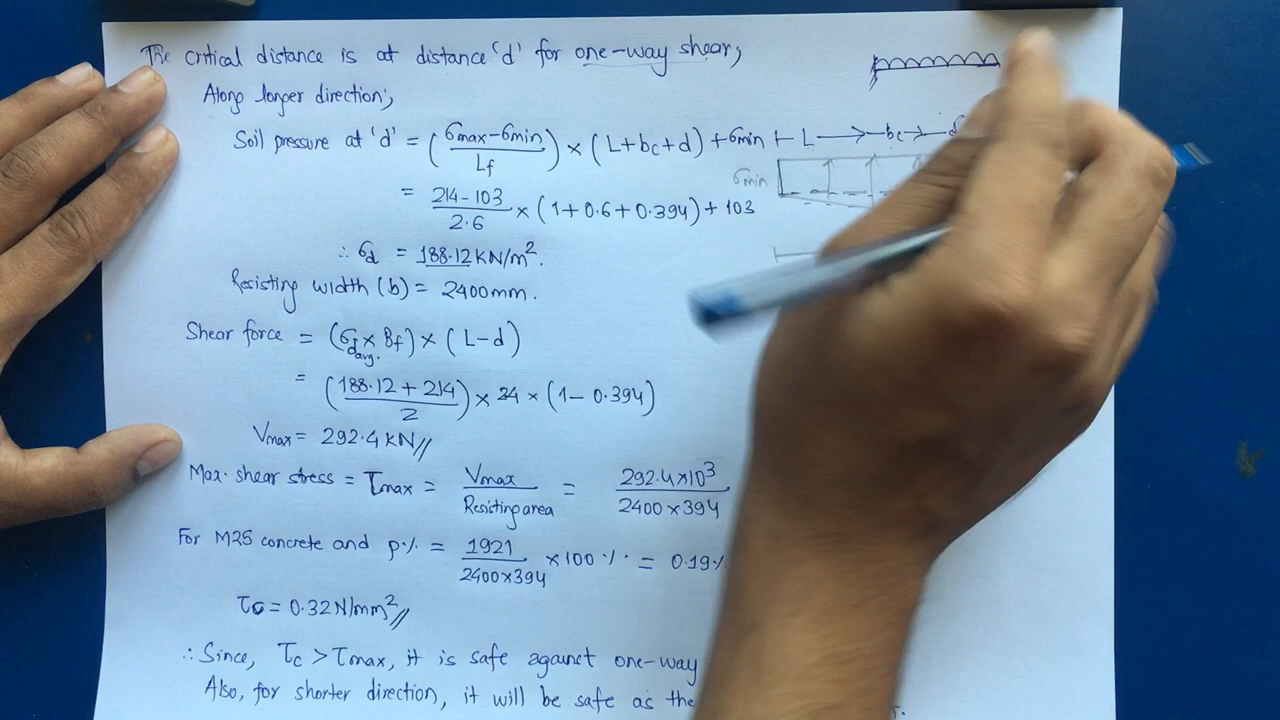 The critical distance is at distance 'd' for one-way shear,
Along longer direction,
Soil pressure at 'd' = ((σmax-σmin)/Lf) × (L+bc+d) + σmin
L bc d
σmin
= (214-103)/2.6 × (1+0.6+0.394) + 103
∴ σd = 188.12 KN/m².
Resisting width (b) = 2400mm.
Shear force = (σd avg. × Bf) × (L-d)
= ((188.12 + 214)/2) × 24 × (1- 0.394)
Vmax = 292.4 KN//
Max. shear stress = τmax = Vmax/Resisting area = 292.4×10³/2400×394
For M25 concrete and p% = 1921/2400×394 ×100 % = 0.19%
τc = 0.32 N/mm²//
∴ Since, τc > τmax, it is safe against one-way
Also, for shorter direction, it will be safe as the